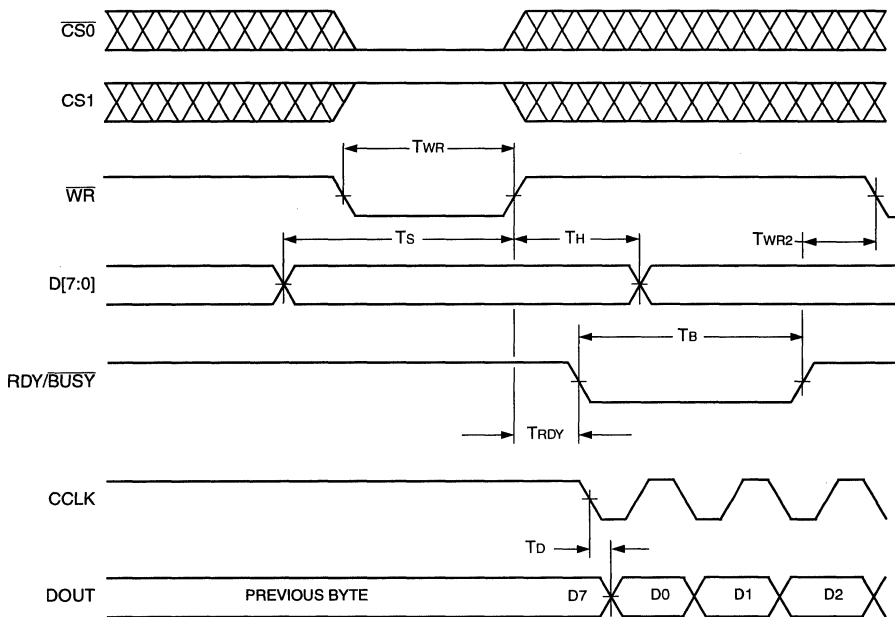 CS0
CS1
TWR
WR
TS TH TWR2
D[7:0]
TB
RDY/BUSY
TRDY
CCLK
TD
DOUT PREVIOUS BYTE D7 D0 D1 D2